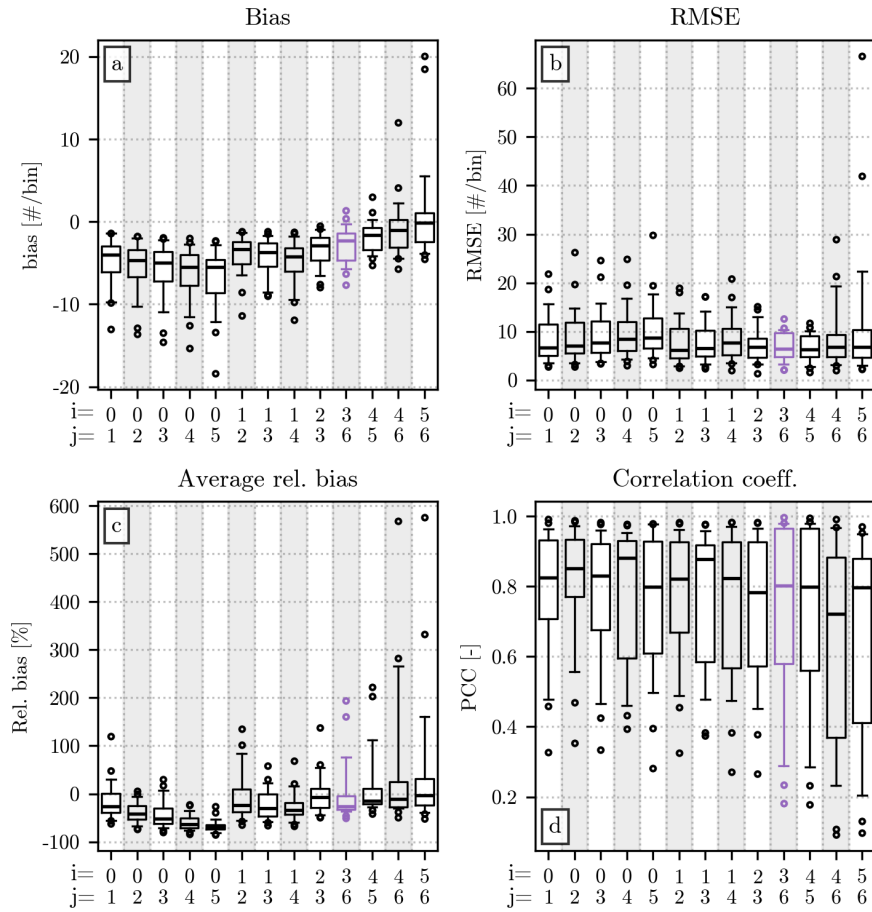 Bias
RMSE
a
b
20
10
0
-10
-20
bias [#/bin]
60
50
40
30
20
10
0
RMSE [#/bin]
i= 0 0 0 0 0 1 1 1 2 3 4 4 5
j= 1 2 3 4 5 2 3 4 3 6 5 6 6
i= 0 0 0 0 0 1 1 1 2 3 4 4 5
j= 1 2 3 4 5 2 3 4 3 6 5 6 6
Average rel. bias
Correlation coeff.
c
d
600
500
400
300
200
100
0
-100
Rel. bias [%]
1.0
0.8
0.6
0.4
0.2
PCC [-]
i= 0 0 0 0 0 1 1 1 2 3 4 4 5
j= 1 2 3 4 5 2 3 4 3 6 5 6 6
i= 0 0 0 0 0 1 1 1 2 3 4 4 5
j= 1 2 3 4 5 2 3 4 3 6 5 6 6